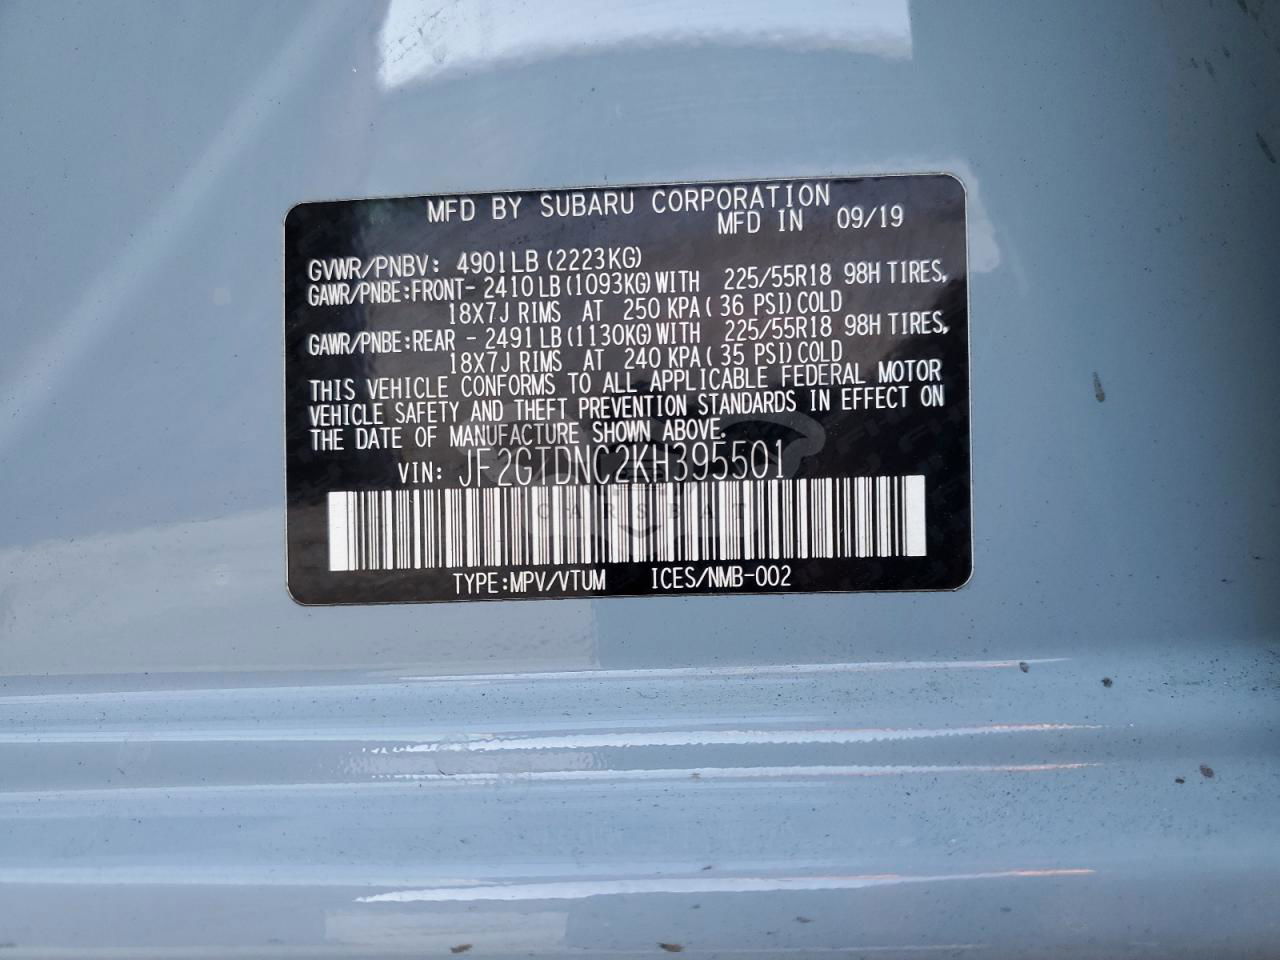 MFD BY SUBARU CORPORATION
MFD IN 09/19
GVWR/PNBV: 4901LB(2223KG)
GAWR/PNBE:FRONT- 2410LB(1093KG)WITH 225/55R18 98H TIRES,
18X7J RIMS AT 250 KPA( 36 PSI)COLD
GAWR/PNBE:REAR - 2491LB(1130KG)WITH 225/55R18 98H TIRES,
18X7J RIMS AT 240 KPA( 35 PSI)COLD
THIS VEHICLE CONFORMS TO ALL APPLICABLE FEDERAL MOTOR
VEHICLE SAFETY AND THEFT PREVENTION STANDARDS IN EFFECT ON
THE DATE OF MANUFACTURE SHOWN ABOVE.
VIN: JF2GTDNC2KH395501
CARSBAT
TYPE:MPV/VTUM ICES/NMB-002